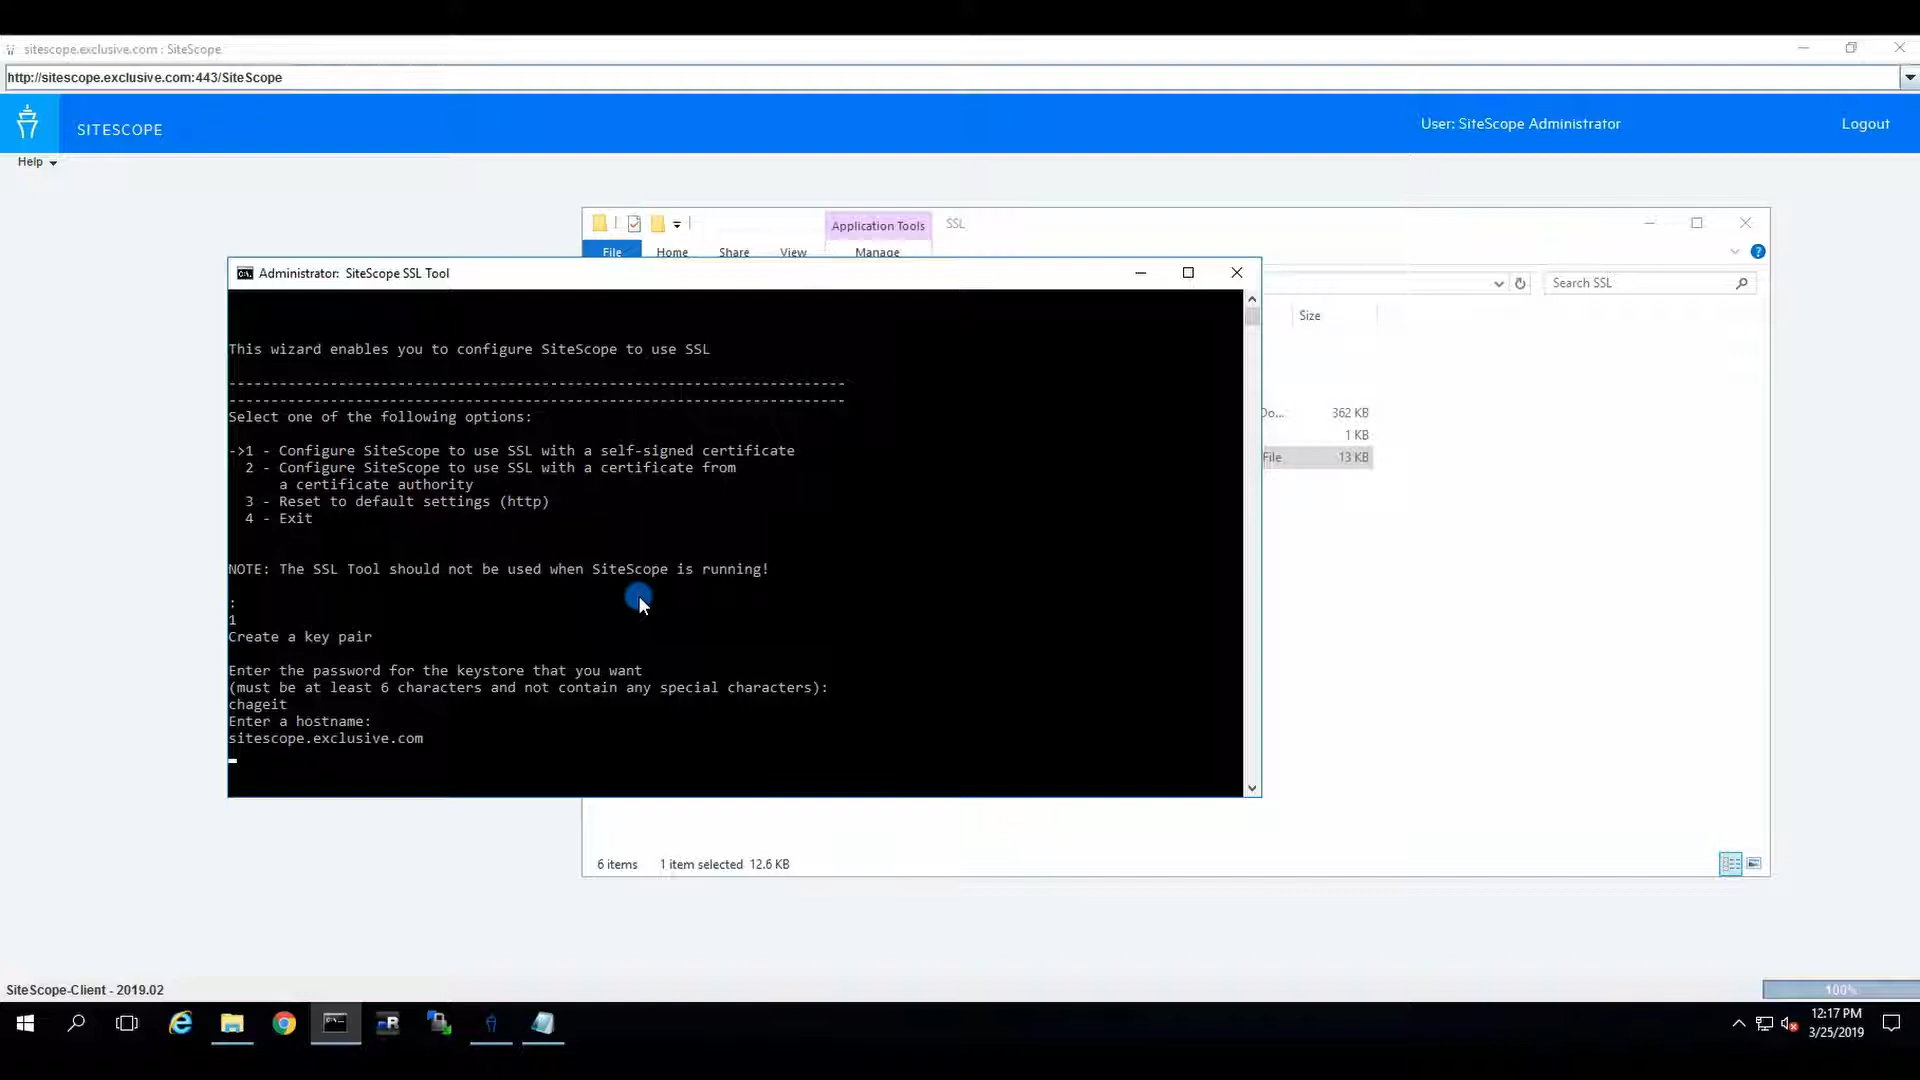 sitescope.exclusive.com : SiteScope
http://sitescope.exclusive.com:443/SiteScope
SITESCOPE
User: SiteScope Administrator
Logout
Help
Application Tools
SSL
File
Home
Share
View
Manage
Search SSL
Size
Do...
362 KB
1 KB
File
13 KB
Administrator: SiteScope SSL Tool
This wizard enables you to configure SiteScope to use SSL
-------------------------------------------------------------------------
-------------------------------------------------------------------------
Select one of the following options:
->1 - Configure SiteScope to use SSL with a self-signed certificate
2 - Configure SiteScope to use SSL with a certificate from
a certificate authority
3 - Reset to default settings (http)
4 - Exit
NOTE: The SSL Tool should not be used when SiteScope is running!
:
1
Create a key pair
Enter the password for the keystore that you want
(must be at least 6 characters and not contain any special characters):
chageit
Enter a hostname:
sitescope.exclusive.com
6 items
1 item selected 12.6 KB
SiteScope-Client - 2019.02
100%
12:17 PM
3/25/2019